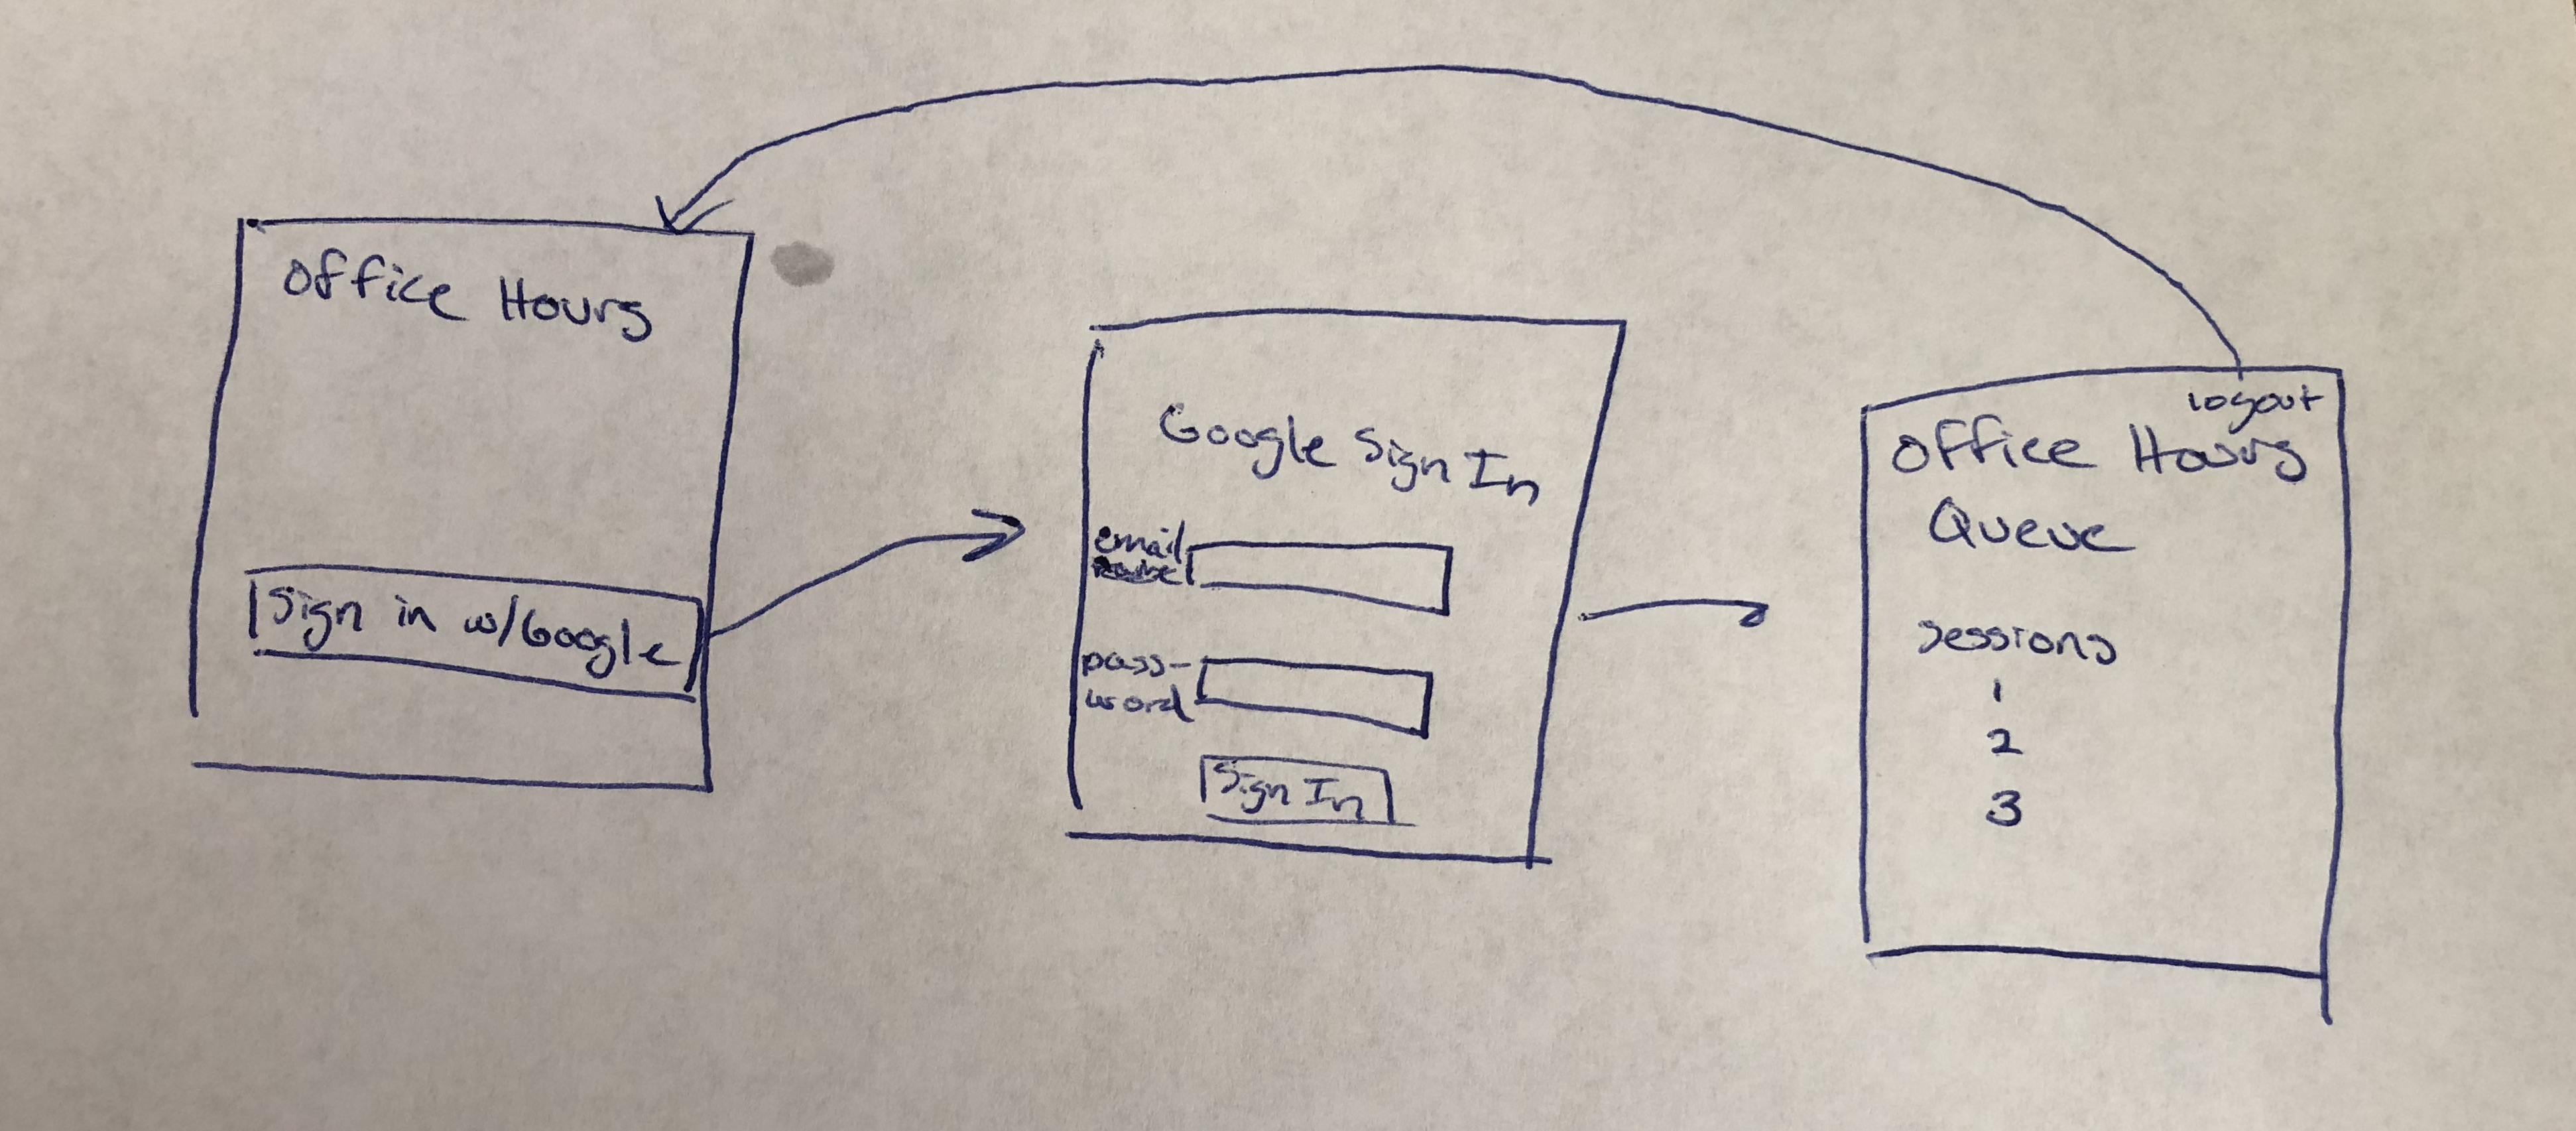 Office Hours
Sign in w/Google
Google Sign In
email
pass-
word
Sign In
logout
Office Hours
Queue
sessions
1
2
3